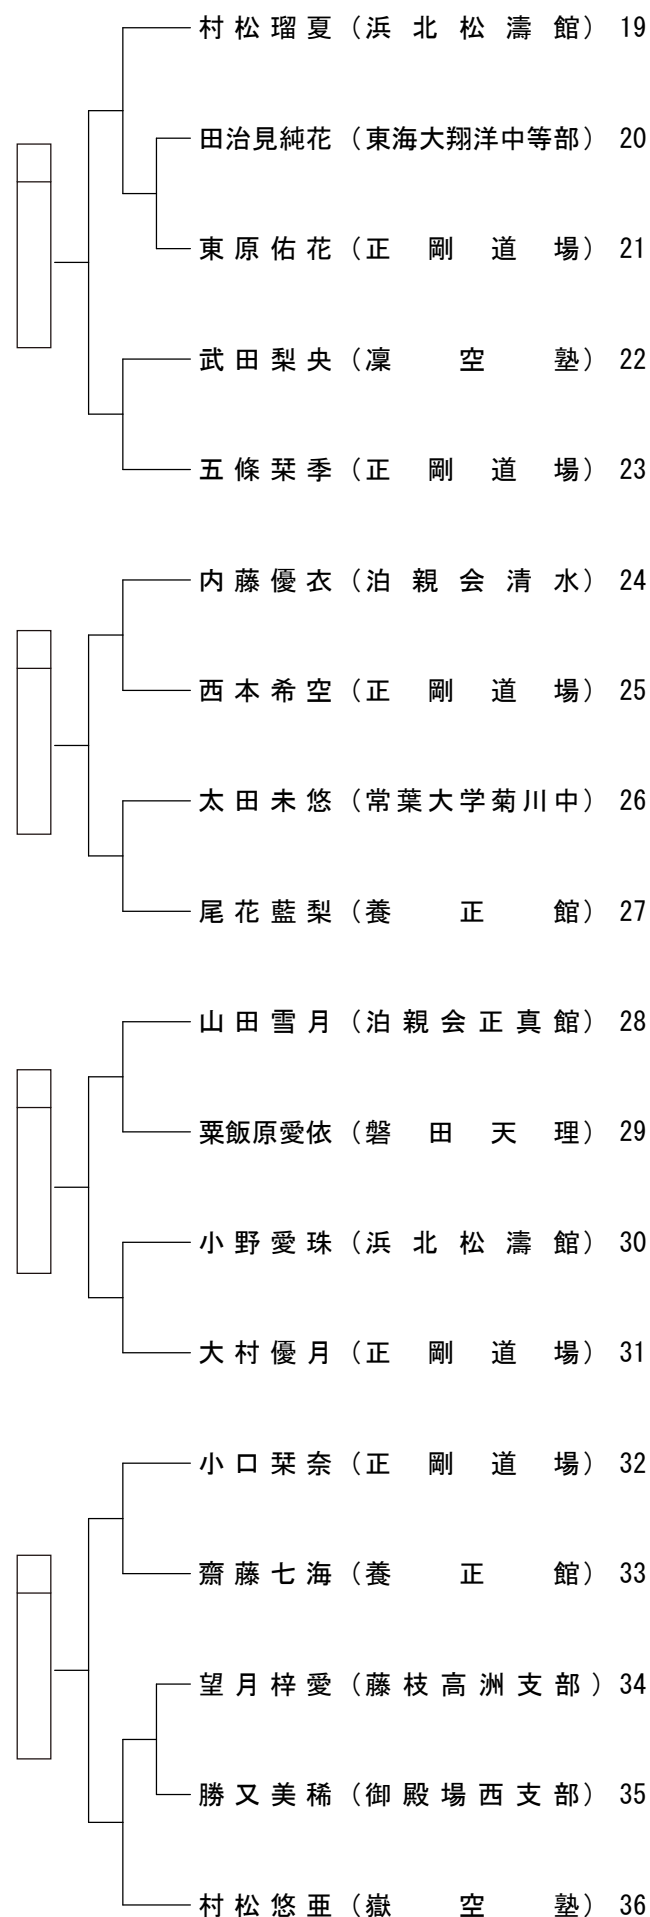 村松瑠夏（浜北松濤館）19
田治見純花（東海大翔洋中等部）20
東原佑花（正剛道場）21
武田梨央（凜空塾）22
五條栞季（正剛道場）23
内藤優衣（泊親会清水）24
西本希空（正剛道場）25
太田未悠（常葉大学菊川中）26
尾花藍梨（養正館）27
山田雪月（泊親会正真館）28
粟飯原愛依（磐田天理）29
小野愛珠（浜北松濤館）30
大村優月（正剛道場）31
小口栞奈（正剛道場）32
齋藤七海（養正館）33
望月梓愛（藤枝高洲支部）34
勝又美稀（御殿場西支部）35
村松悠亜（嶽空塾）36